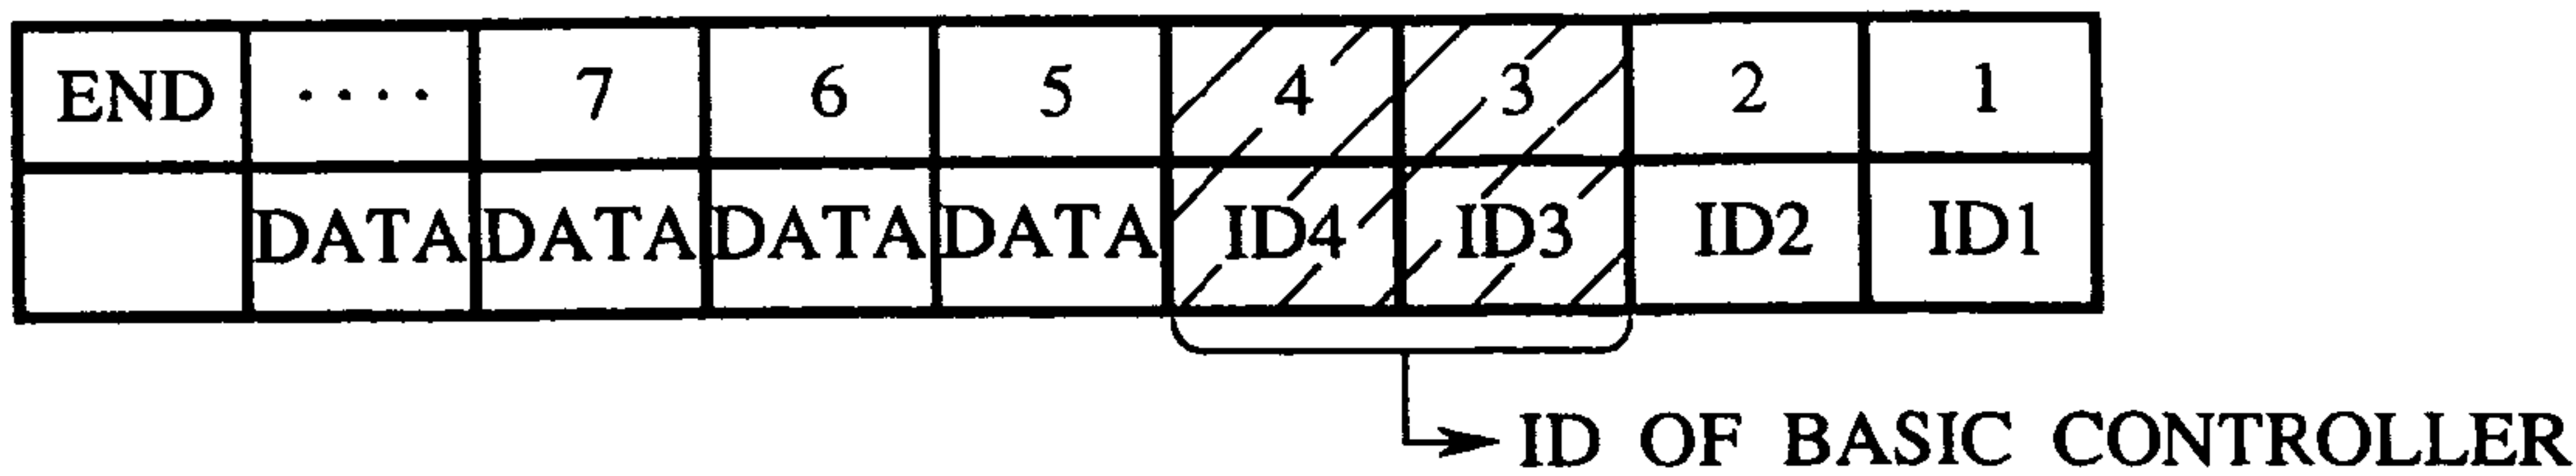 END ···· 7 6 5 4 3 2 1
DATA DATA DATA DATA ID4 ID3 ID2 ID1
ID OF BASIC CONTROLLER